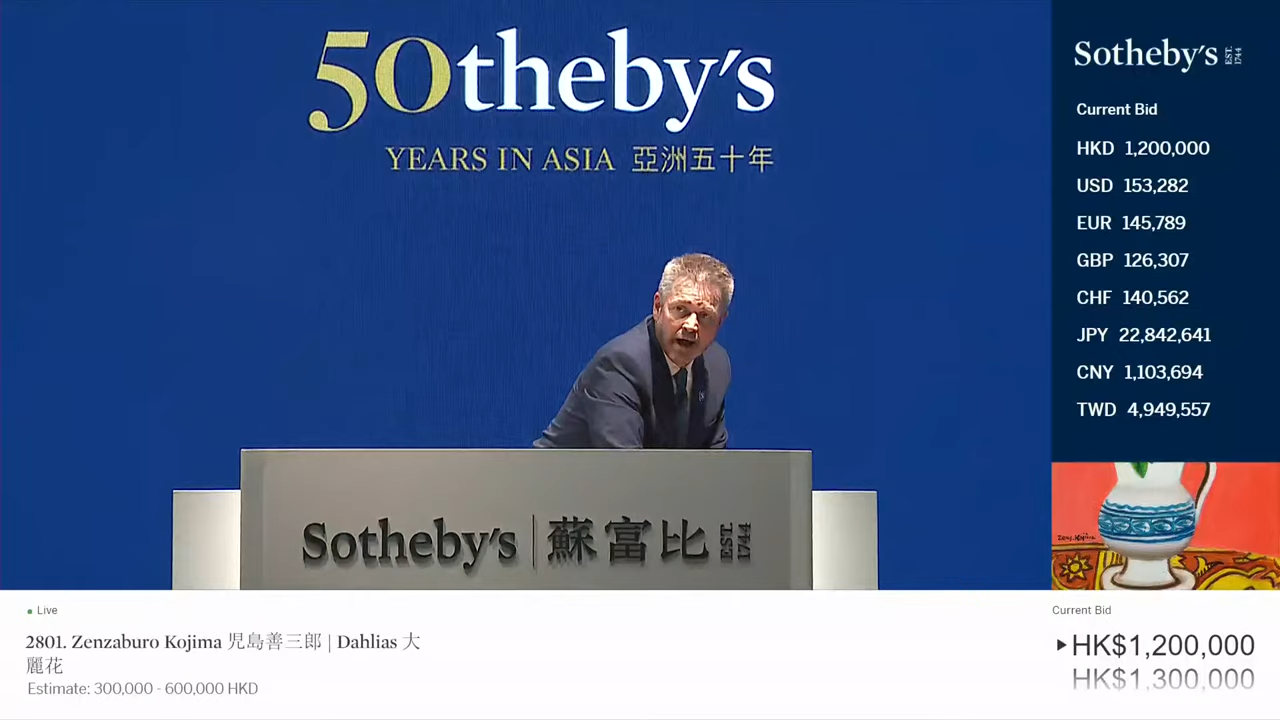 50theby's
YEARS IN ASIA 亞洲五十年
Sotheby's EST. 1744
Current Bid
HKD 1,200,000
USD 153,282
EUR 145,789
GBP 126,307
CHF 140,562
JPY 22,842,641
CNY 1,103,694
TWD 4,949,557
Zens. Kojima
Sotheby's | 蘇富比 EST. 1744
Live
2801. Zenzaburo Kojima 児島善三郎 | Dahlias 大
麗花
Estimate: 300,000 - 600,000 HKD
Current Bid
HK$1,200,000
HK$1,300,000